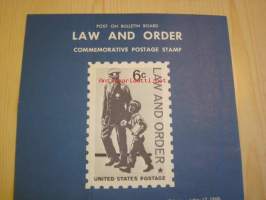 POST ON BULLETIN BOARD
LAW AND ORDER
COMMEMORATIVE POSTAGE STAMP
6c
LAW AND ORDER
UNITED STATES POSTAGE